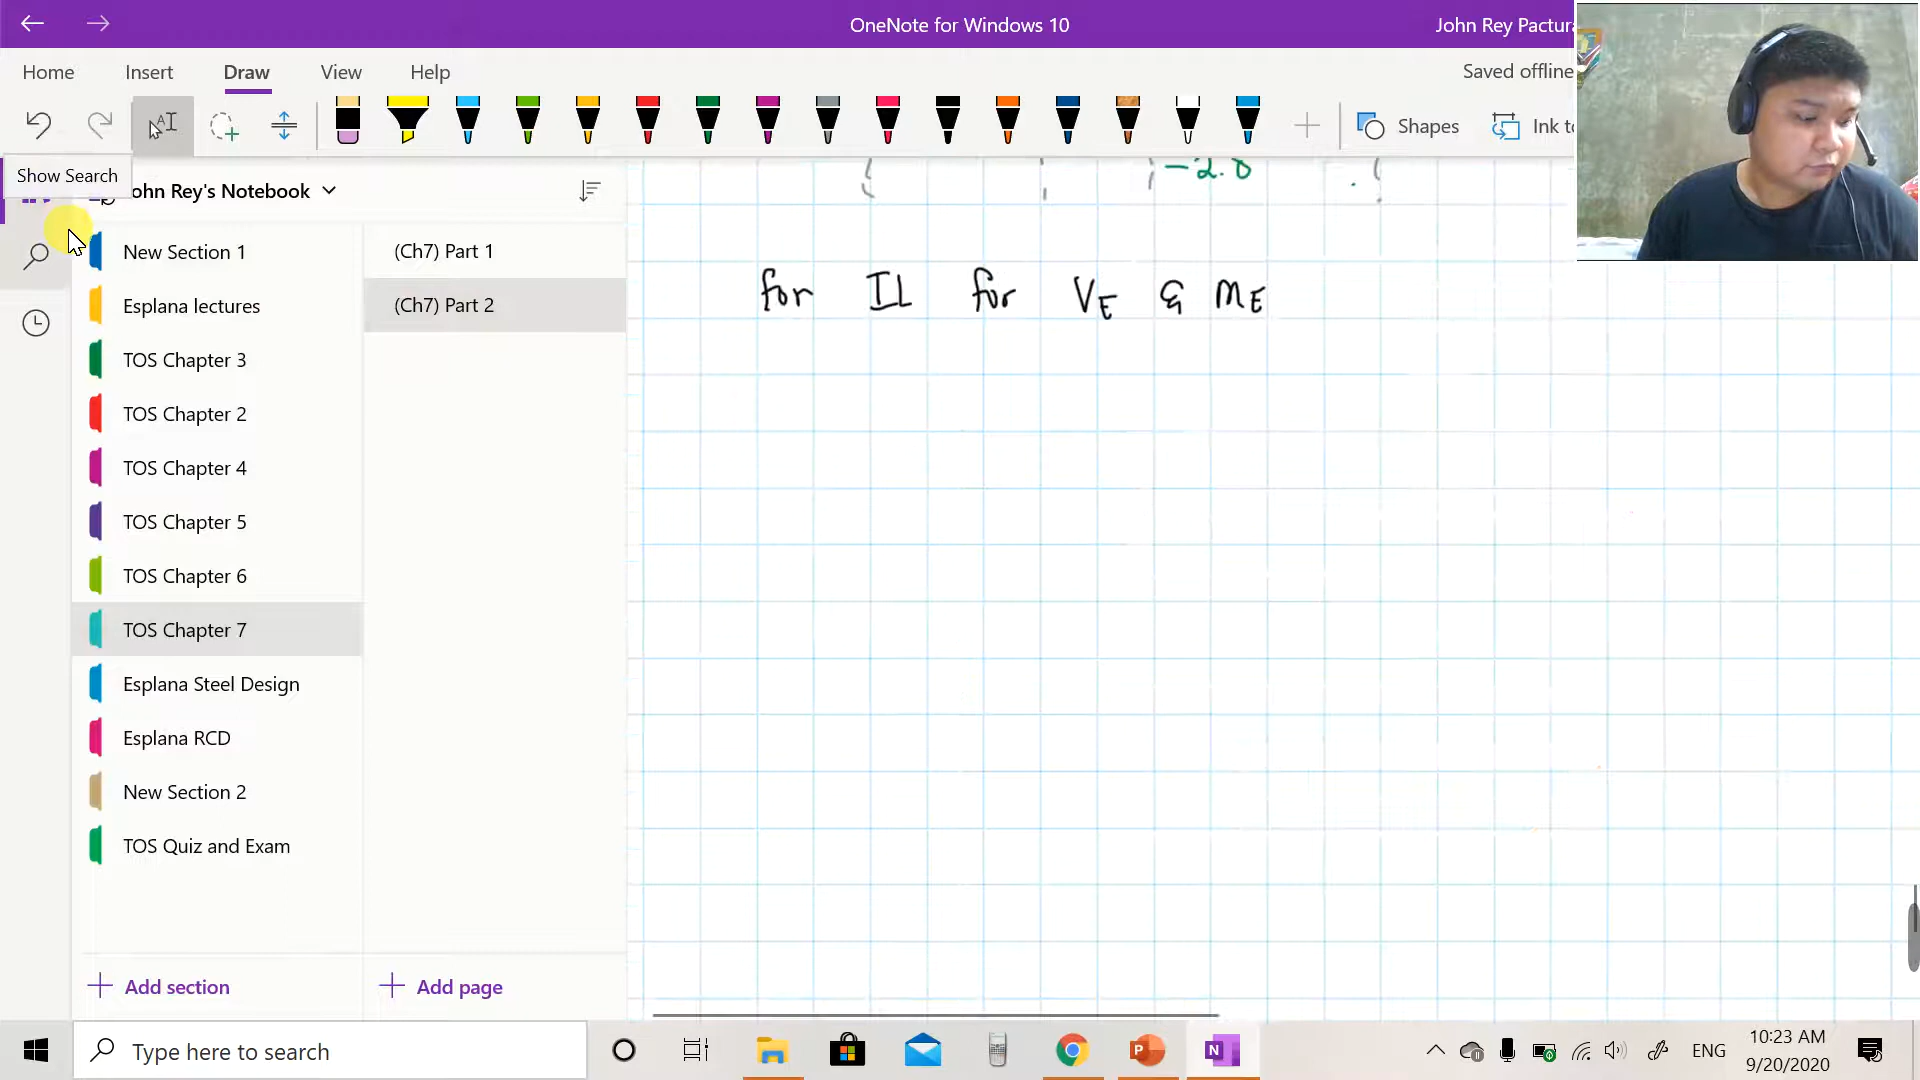 OneNote for Windows 10
John Rey Pactura
Home Insert Draw View Help
Saved offline
Shapes
Ink to
Show Search
ohn Rey's Notebook
New Section 1
Esplana lectures
TOS Chapter 3
TOS Chapter 2
TOS Chapter 4
TOS Chapter 5
TOS Chapter 6
TOS Chapter 7
Esplana Steel Design
Esplana RCD
New Section 2
TOS Quiz and Exam
Add section
(Ch7) Part 1
(Ch7) Part 2
Add page
-2.0
for IL for VE & ME
Type here to search
ENG
10:23 AM
9/20/2020